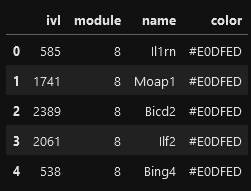 ivl module name color
0 585 8 Il1rn #E0DFED
1 1741 8 Moap1 #E0DFED
2 2389 8 Bicd2 #E0DFED
3 2061 8 Ilf2 #E0DFED
4 538 8 Bing4 #E0DFED